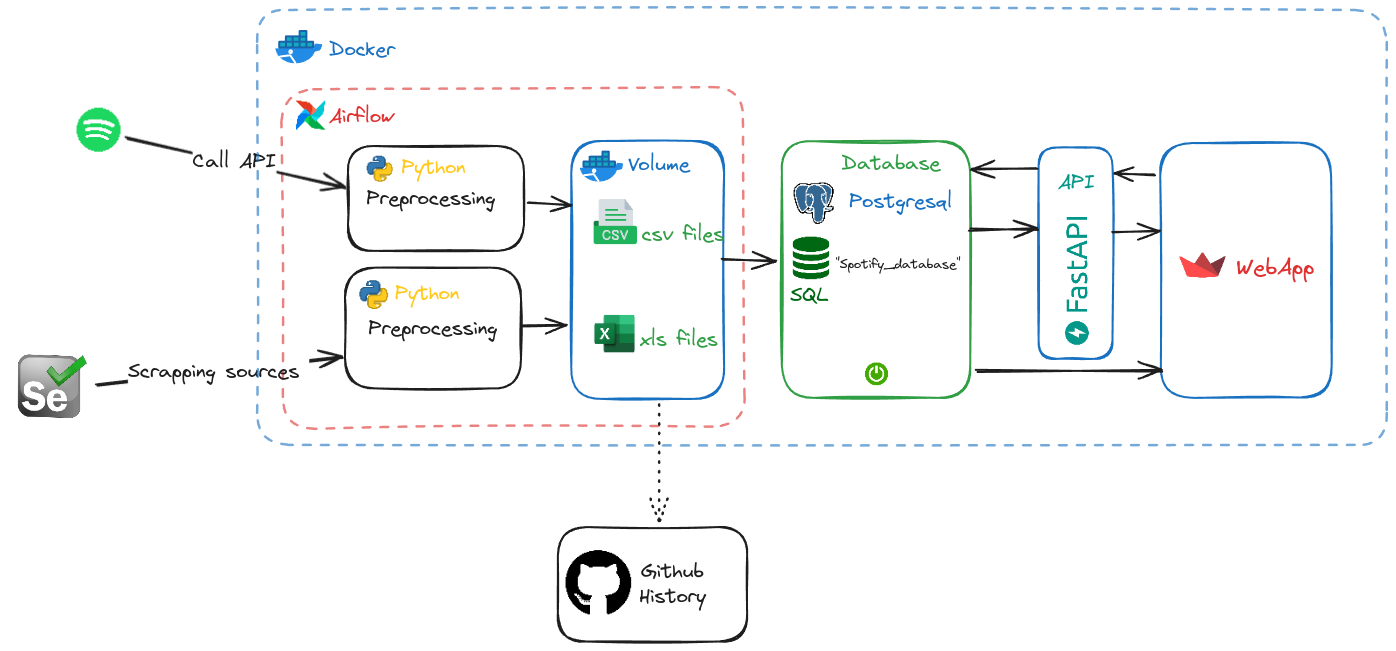 Docker
Airflow
Call API
Python
Preprocessing
Volume
CSV
csv files
Database
Postgresql
"Spotify_database"
SQL
API
FastAPI
WebApp
Python
Preprocessing
X
xls files
Scrapping sources
Se
Github
History